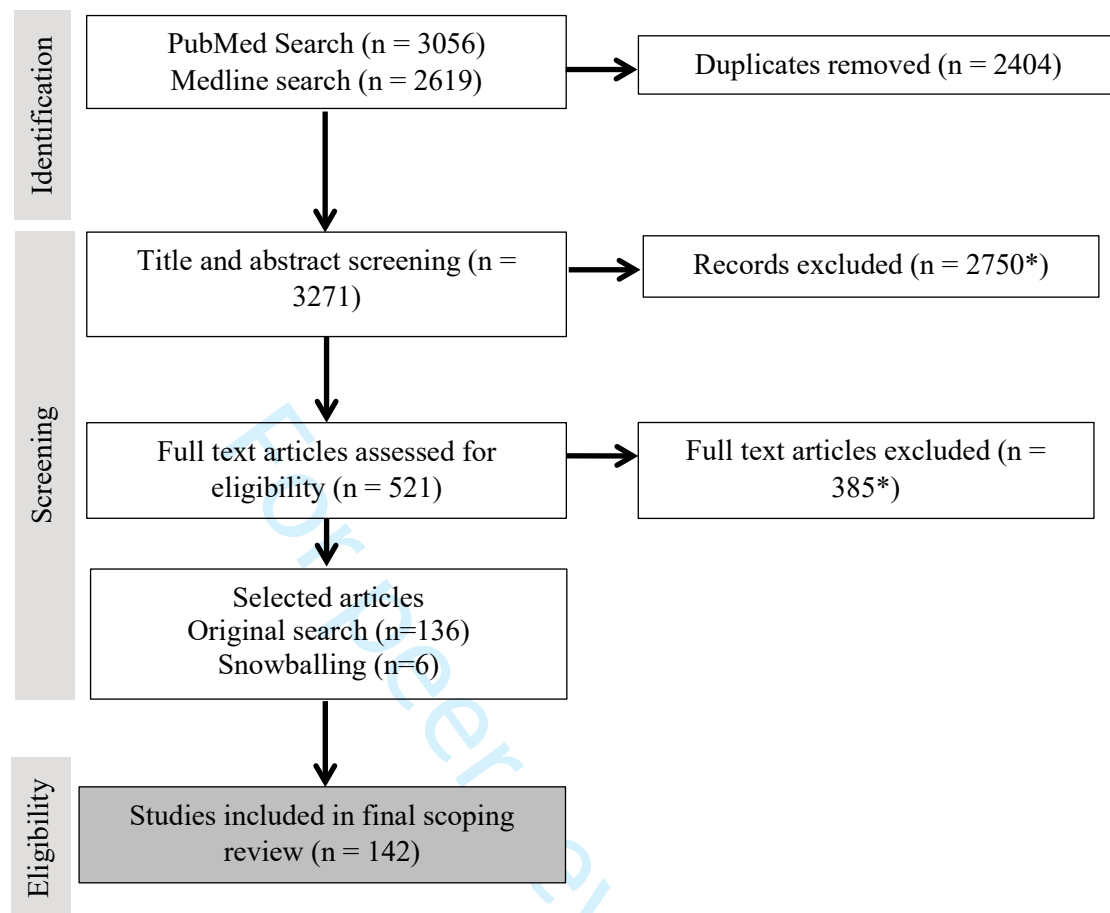 Identification
PubMed Search (n = 3056)
Medline search (n = 2619)
Duplicates removed (n = 2404)
Screening
Title and abstract screening (n =
3271)
Records excluded (n = 2750*)
Full text articles assessed for
eligibility (n = 521)
Full text articles excluded (n =
385*)
Selected articles
Original search (n=136)
Snowballing (n=6)
Eligibility
Studies included in final scoping
review (n = 142)
For peer